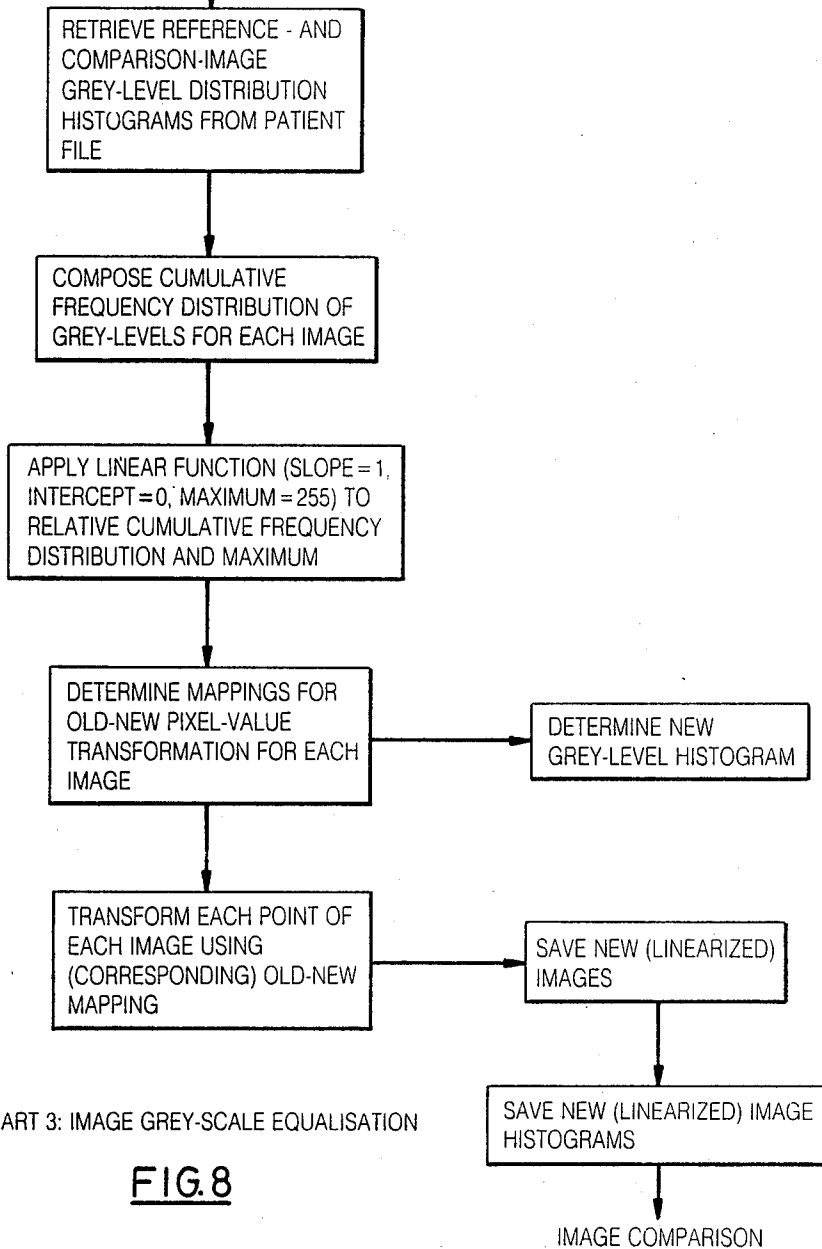 RETRIEVE REFERENCE - AND
COMPARISON-IMAGE
GREY-LEVEL DISTRIBUTION
HISTOGRAMS FROM PATIENT
FILE
COMPOSE CUMULATIVE
FREQUENCY DISTRIBUTION OF
GREY-LEVELS FOR EACH IMAGE
APPLY LINEAR FUNCTION (SLOPE = 1,
INTERCEPT = 0, MAXIMUM = 255) TO
RELATIVE CUMULATIVE FREQUENCY
DISTRIBUTION AND MAXIMUM
DETERMINE MAPPINGS FOR
OLD-NEW PIXEL-VALUE
TRANSFORMATION FOR EACH
IMAGE
DETERMINE NEW
GREY-LEVEL HISTOGRAM
TRANSFORM EACH POINT OF
EACH IMAGE USING
(CORRESPONDING) OLD-NEW
MAPPING
SAVE NEW (LINEARIZED)
IMAGES
SAVE NEW (LINEARIZED) IMAGE
HISTOGRAMS
IMAGE COMPARISON
ART 3: IMAGE GREY-SCALE EQUALISATION
FIG.8